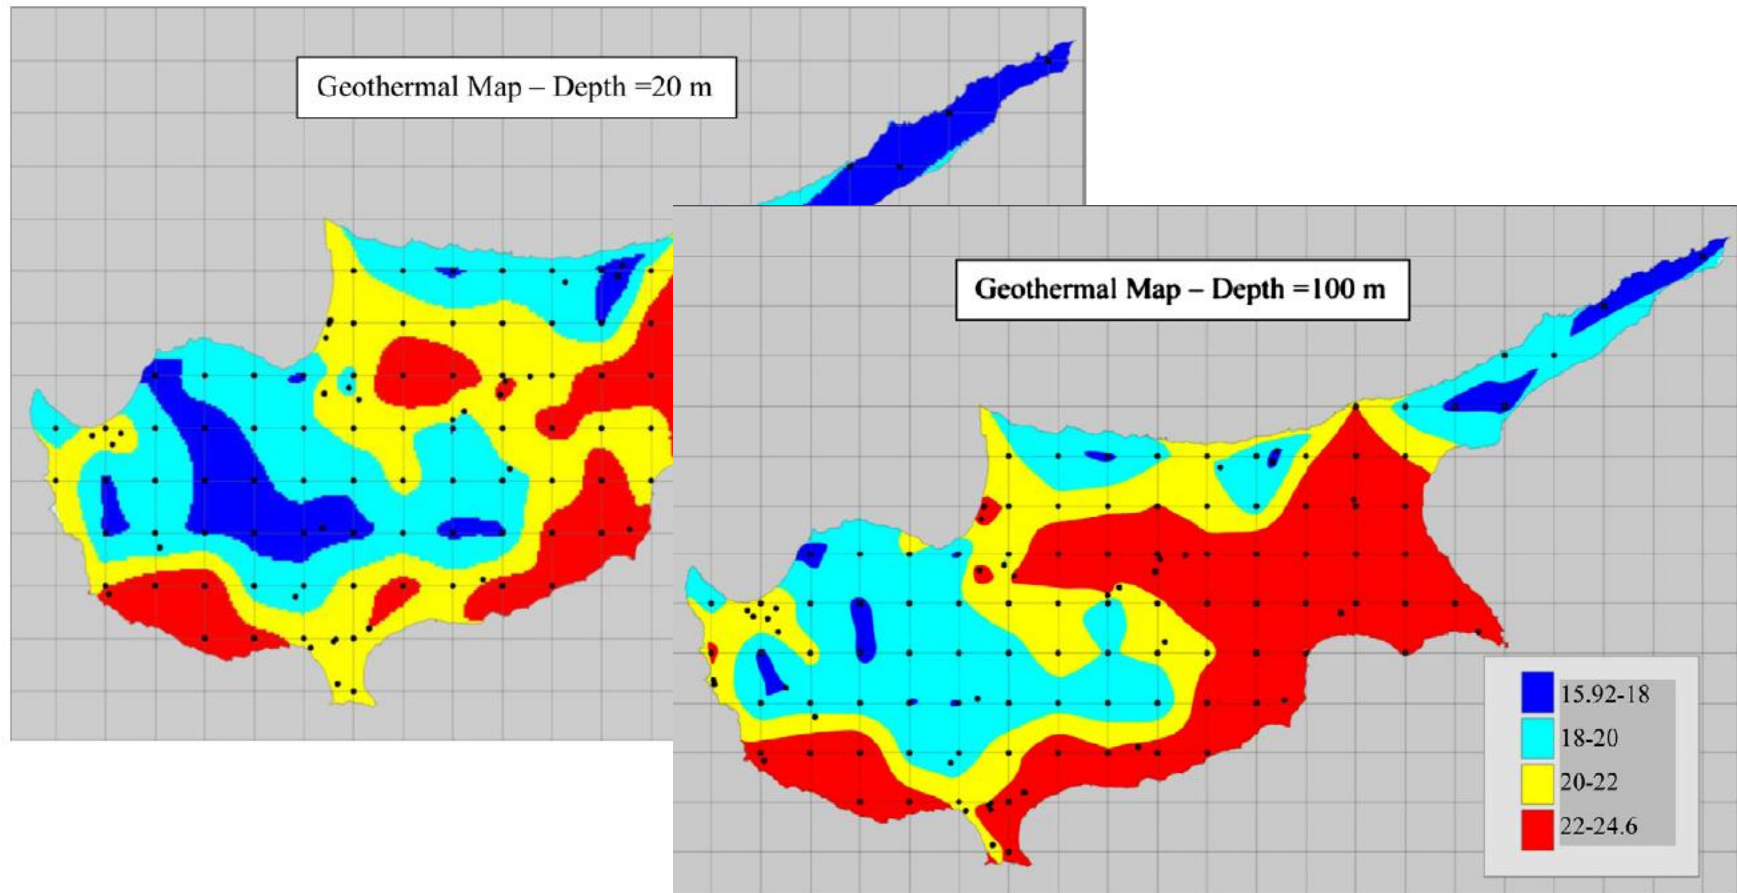 Geothermal Map – Depth =20 m
Geothermal Map – Depth =100 m
15.92-18
18-20
20-22
22-24.6